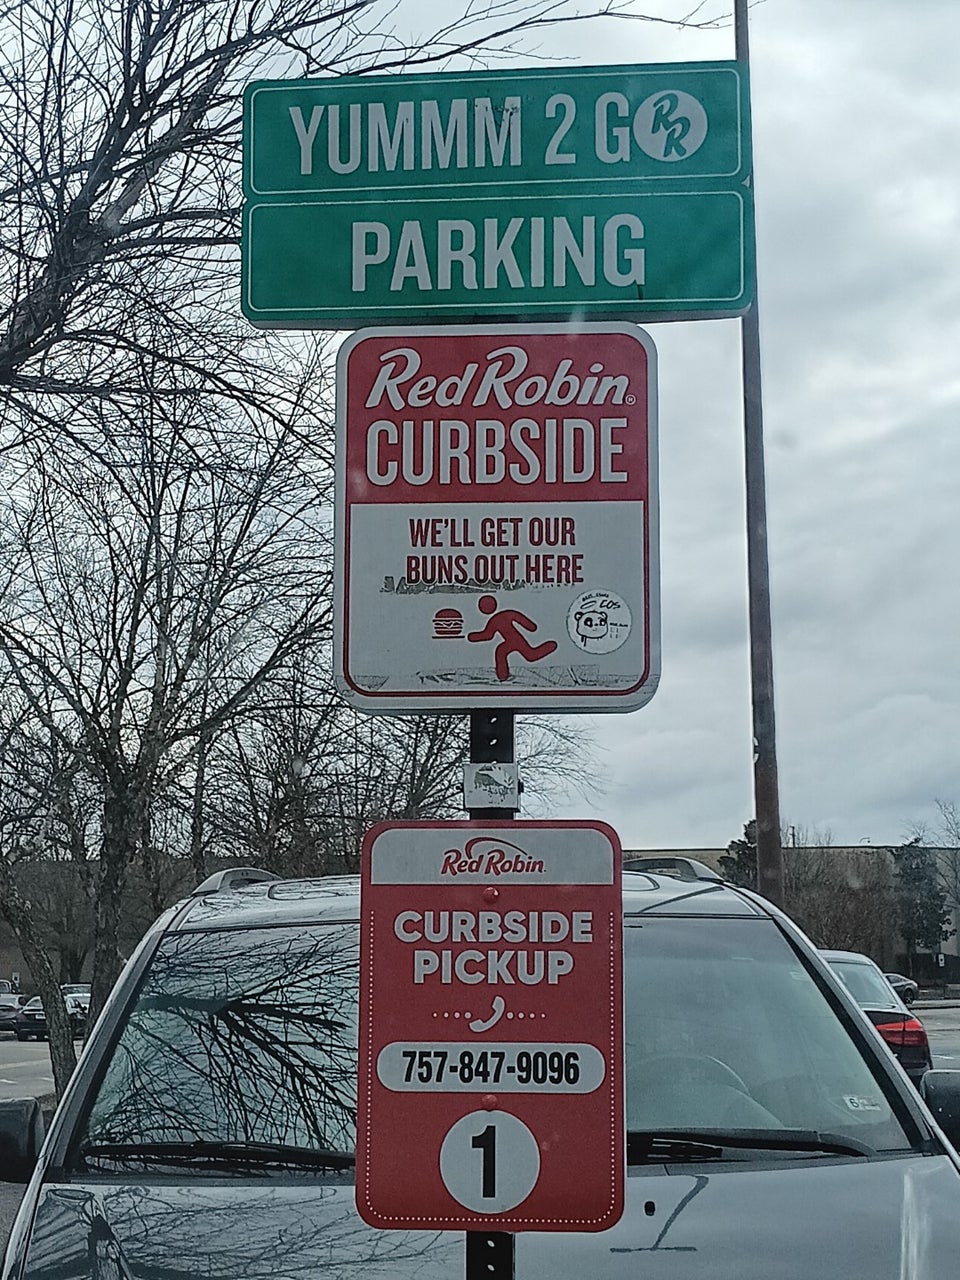 YUMMM 2 GO
RR
PARKING
Red Robin®
CURBSIDE
WE'LL GET OUR
BUNS OUT HERE
COS
Red Robin
CURBSIDE
PICKUP
757-847-9096
1